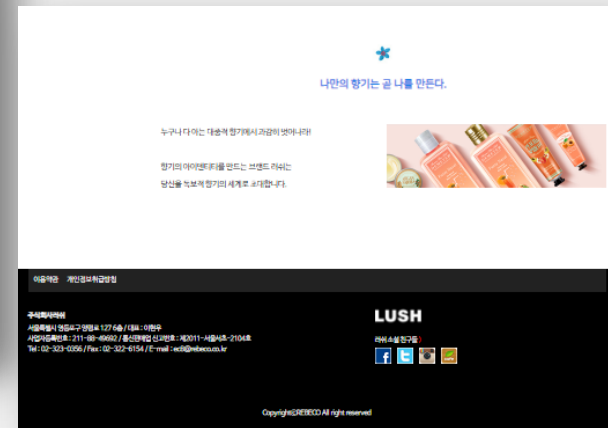 나만의 향기는 곧 나를 만든다.
누구나 다 아는 대중적 향기에서 과감히 벗어나라!
향기의 아이덴티티를 만드는 브랜드 러쉬는
당신을 독보적 향기의 세계로 초대합니다.
이용약관 개인정보취급방침
주식회사러쉬
서울특별시 영등포구 양평로 127 6층 / 대표 : 이현우
사업자등록번호 : 211-88-49692 / 통신판매업 신고번호 : 제2011-서울서초-2104호
Tel : 02-323-0356 / Fax : 02-322-6154 / E-mail : ec8@rebeco.co.kr
LUSH
러쉬 소셜 친구들
Copyrightⓒ REBECO All right reserved